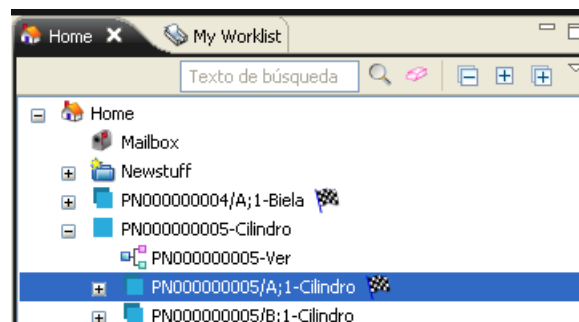 Home My Worklist
Texto de búsqueda
Home
Mailbox
Newstuff
PN000000004/A;1-Biela
PN000000005-Cilindro
PN000000005-Ver
PN000000005/A;1-Cilindro
PN000000005/B;1-Cilindro